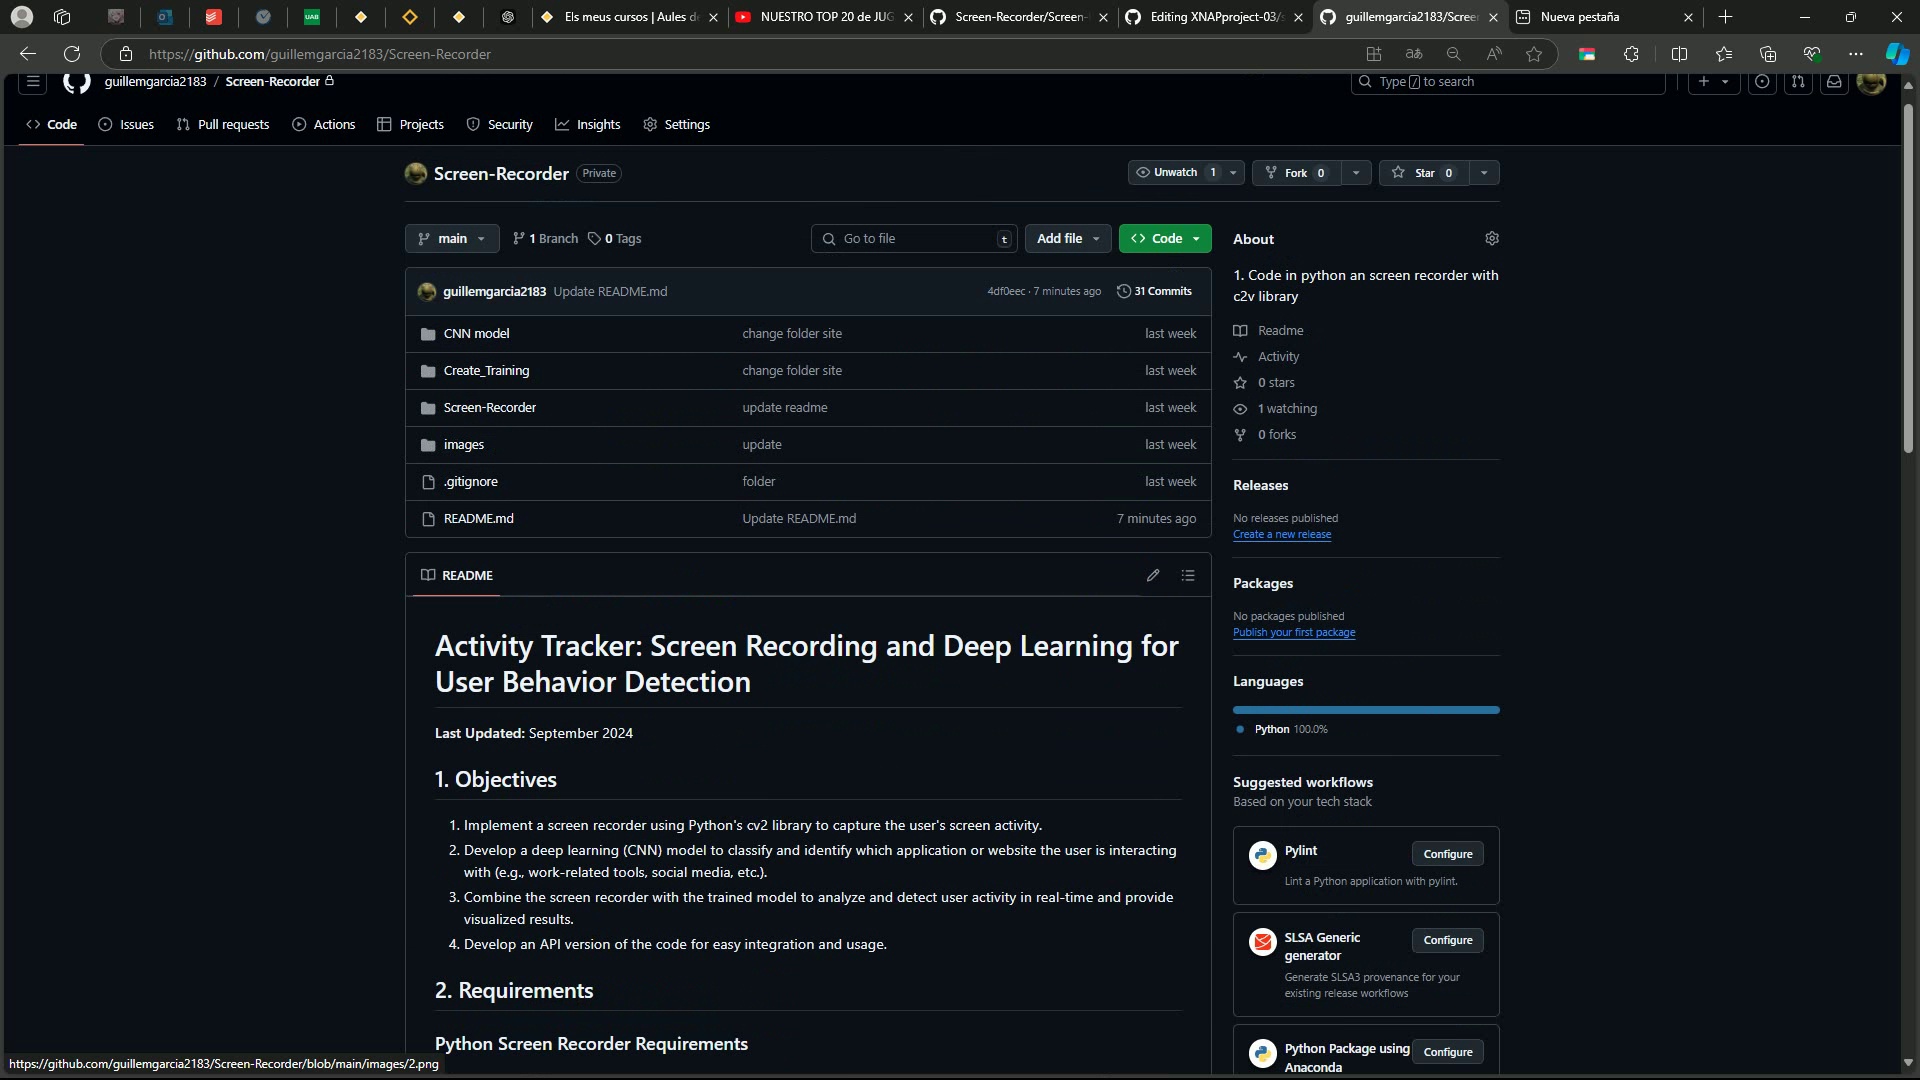 UAB
Els meus cursos | Aules de
NUESTRO TOP 20 de JUG
Screen-Recorder/Screen-
Editing XNAPproject-03/s
guillemgarcia2183/Screen
Nueva pestaña
https://github.com/guillemgarcia2183/Screen-Recorder
guillemgarcia2183 / Screen-Recorder
Type / to search
Code Issues Pull requests Actions Projects Security Insights Settings
Screen-Recorder Private
Unwatch 1 Fork 0 Star 0
main 1 Branch 0 Tags
Go to file t
Add file
Code
guillemgarcia2183 Update README.md 4df0eec · 7 minutes ago 31 Commits
CNN model change folder site last week
Create_Training change folder site last week
Screen-Recorder update readme last week
images update last week
.gitignore folder last week
README.md Update README.md 7 minutes ago
README
Activity Tracker: Screen Recording and Deep Learning for
User Behavior Detection
Last Updated: September 2024
1. Objectives
1. Implement a screen recorder using Python's cv2 library to capture the user's screen activity.
2. Develop a deep learning (CNN) model to classify and identify which application or website the user is interacting
with (e.g., work-related tools, social media, etc.).
3. Combine the screen recorder with the trained model to analyze and detect user activity in real-time and provide
visualized results.
4. Develop an API version of the code for easy integration and usage.
2. Requirements
Python Screen Recorder Requirements
About
1. Code in python an screen recorder with
c2v library
Readme
Activity
0 stars
1 watching
0 forks
Releases
No releases published
Create a new release
Packages
No packages published
Publish your first package
Languages
Python 100.0%
Suggested workflows
Based on your tech stack
Pylint Configure
Lint a Python application with pylint.
SLSA Generic
generator
Configure
Generate SLSA3 provenance for your
existing release workflows
Python Package using
Anaconda
Configure
https://github.com/guillemgarcia2183/Screen-Recorder/blob/main/images/2.png